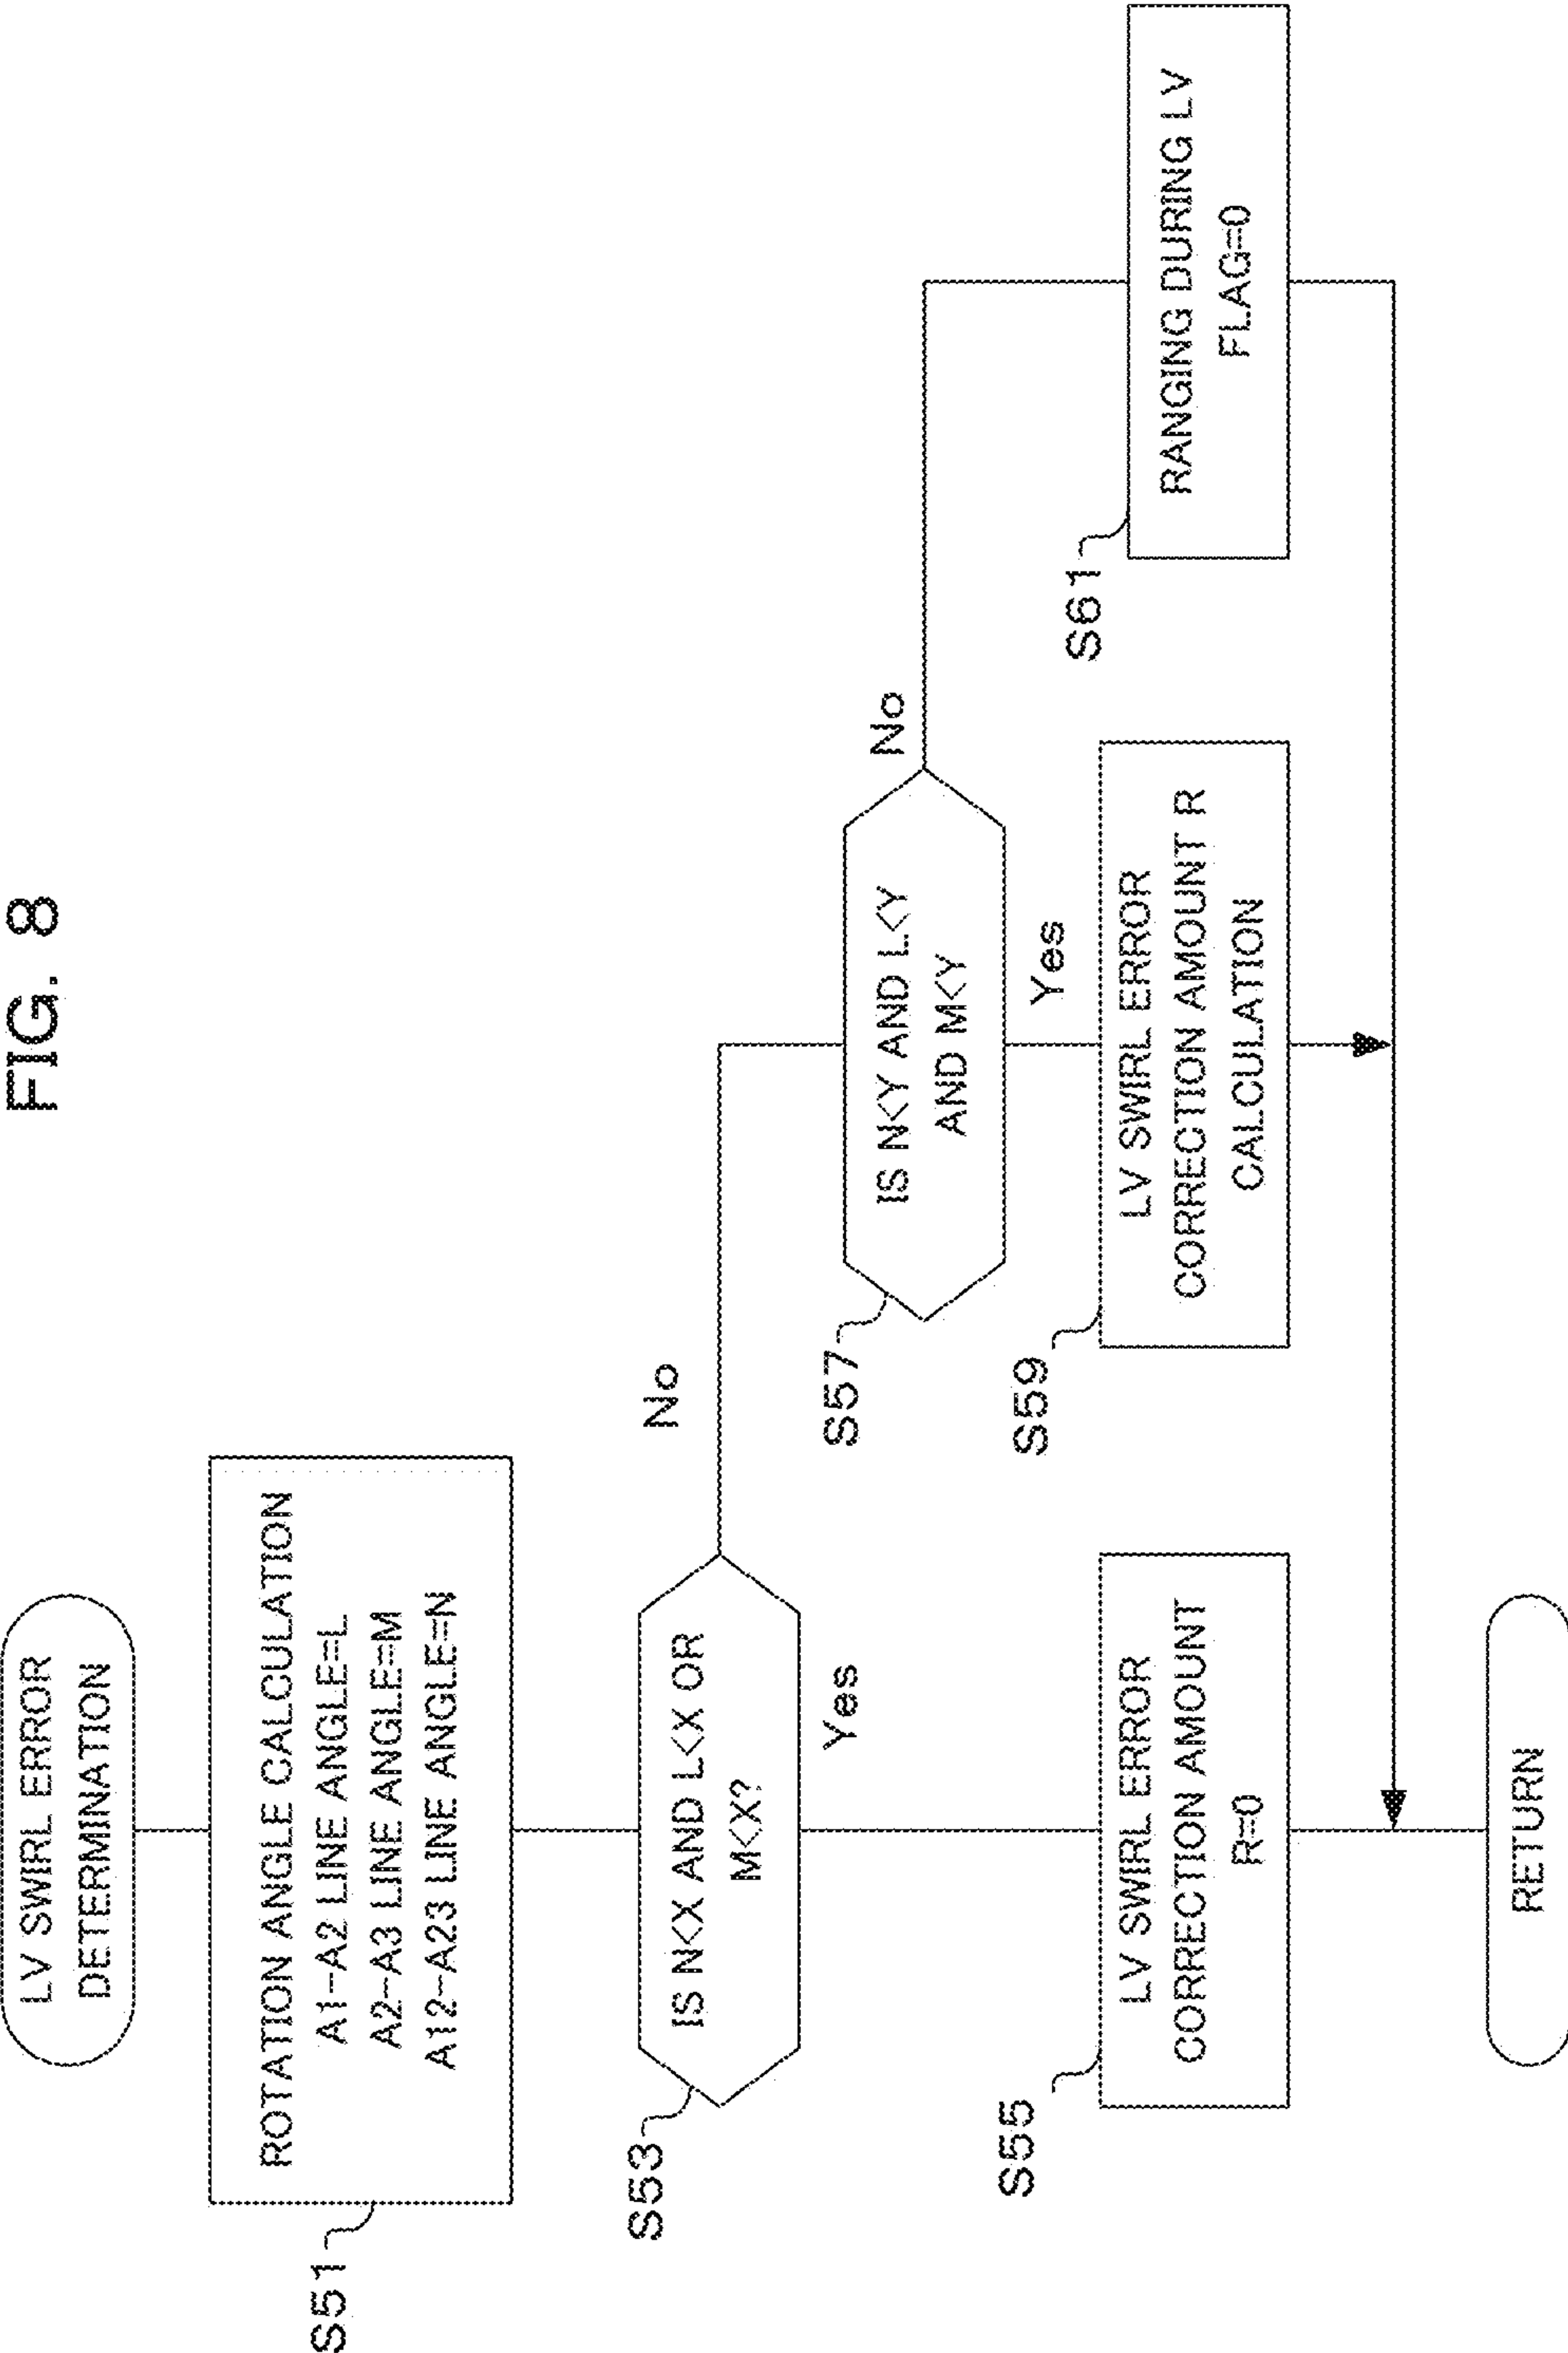 FIG. 8
LV SWIRL ERROR
DETERMINATION
S51
ROTATION ANGLE CALCULATION
A1-A2 LINE ANGLE=L
A2-A3 LINE ANGLE=M
A12-A23 LINE ANGLE=N
S53
IS N<X AND L<X OR
M<X?
No
Yes
S57
IS N<Y AND L<Y
AND M<Y
No
Yes
S55
LV SWIRL ERROR
CORRECTION AMOUNT
R=0
S59
LV SWIRL ERROR
CORRECTION AMOUNT R
CALCULATION
S61
RANGING DURING LV
FLAG=0
RETURN